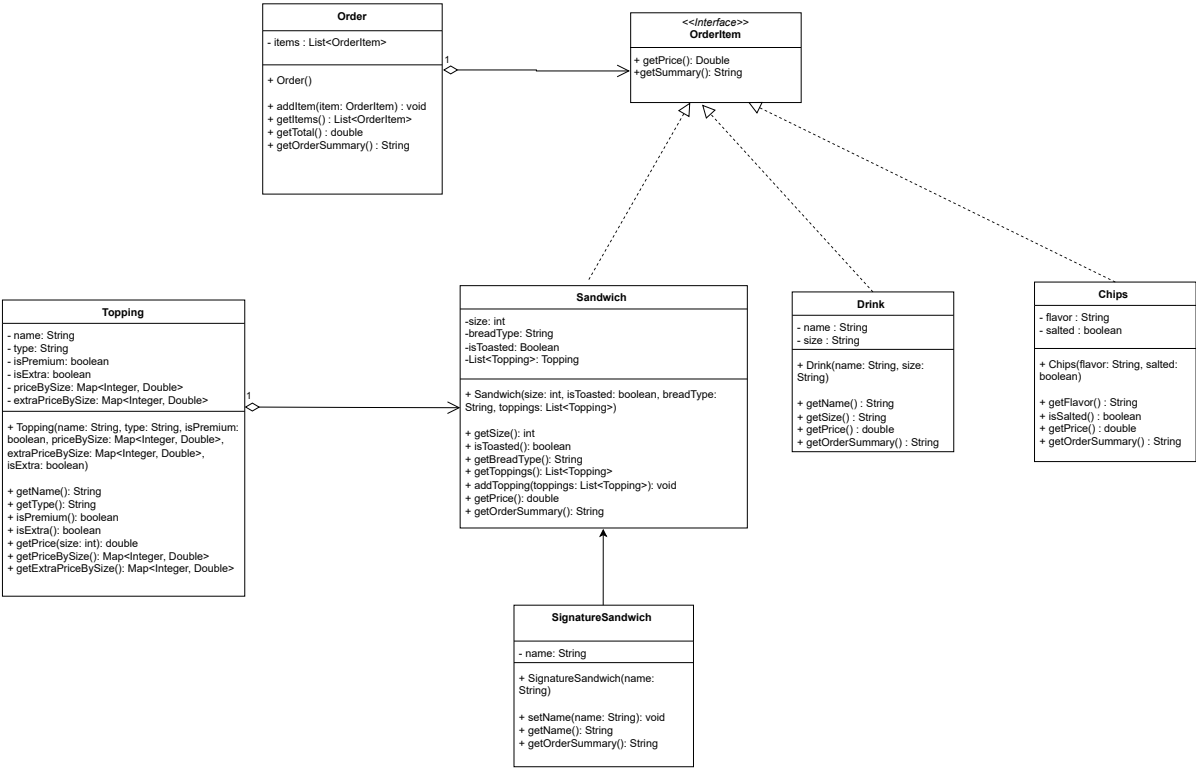 Order
- items : List<OrderItem>
+ Order()
+ addItem(item: OrderItem) : void
+ getItems() : List<OrderItem>
+ getTotal() : double
+ getOrderSummary() : String
1
<<Interface>>
OrderItem
+ getPrice(): Double
+getSummary(): String
Topping
- name: String
- type: String
- isPremium: boolean
- isExtra: boolean
- priceBySize: Map<Integer, Double>
- extraPriceBySize: Map<Integer, Double>
+ Topping(name: String, type: String, isPremium:
boolean, priceBySize: Map<Integer, Double>,
extraPriceBySize: Map<Integer, Double>,
isExtra: boolean)
+ getName(): String
+ getType(): String
+ isPremium(): boolean
+ isExtra(): boolean
+ getPrice(size: int): double
+ getPriceBySize(): Map<Integer, Double>
+ getExtraPriceBySize(): Map<Integer, Double>
1
Sandwich
-size: int
-breadType: String
-isToasted: Boolean
-List<Topping>: Topping
+ Sandwich(size: int, isToasted: boolean, breadType:
String, toppings: List<Topping>)
+ getSize(): int
+ isToasted(): boolean
+ getBreadType(): String
+ getToppings(): List<Topping>
+ addTopping(toppings: List<Topping>): void
+ getPrice(): double
+ getOrderSummary(): String
Drink
- name : String
- size : String
+ Drink(name: String, size:
String)
+ getName() : String
+ getSize() : String
+ getPrice() : double
+ getOrderSummary() : String
Chips
- flavor : String
- salted : boolean
+ Chips(flavor: String, salted:
boolean)
+ getFlavor() : String
+ isSalted() : boolean
+ getPrice() : double
+ getOrderSummary() : String
SignatureSandwich
- name: String
+ SignatureSandwich(name:
String)
+ setName(name: String): void
+ getName(): String
+ getOrderSummary(): String